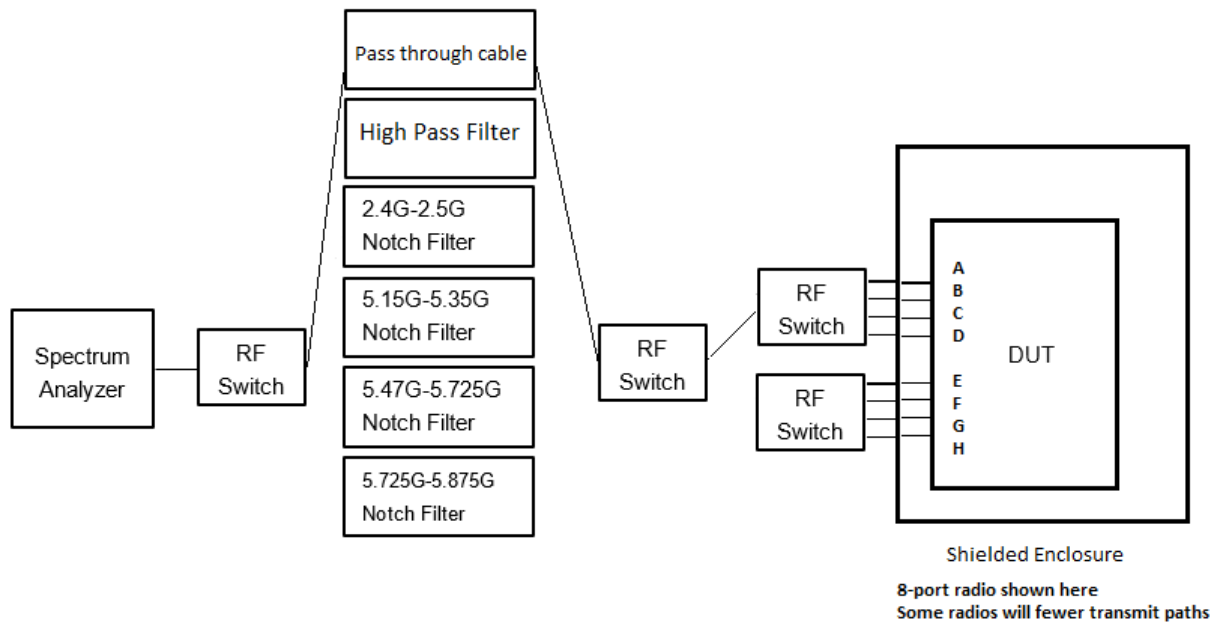 Pass through cable
High Pass Filter
2.4G-2.5G
Notch Filter
5.15G-5.35G
Notch Filter
5.47G-5.725G
Notch Filter
5.725G-5.875G
Notch Filter
Spectrum
Analyzer
RF
Switch
RF
Switch
RF
Switch
RF
Switch
A
B
C
D
E
F
G
H
DUT
Shielded Enclosure
8-port radio shown here
Some radios will fewer transmit paths